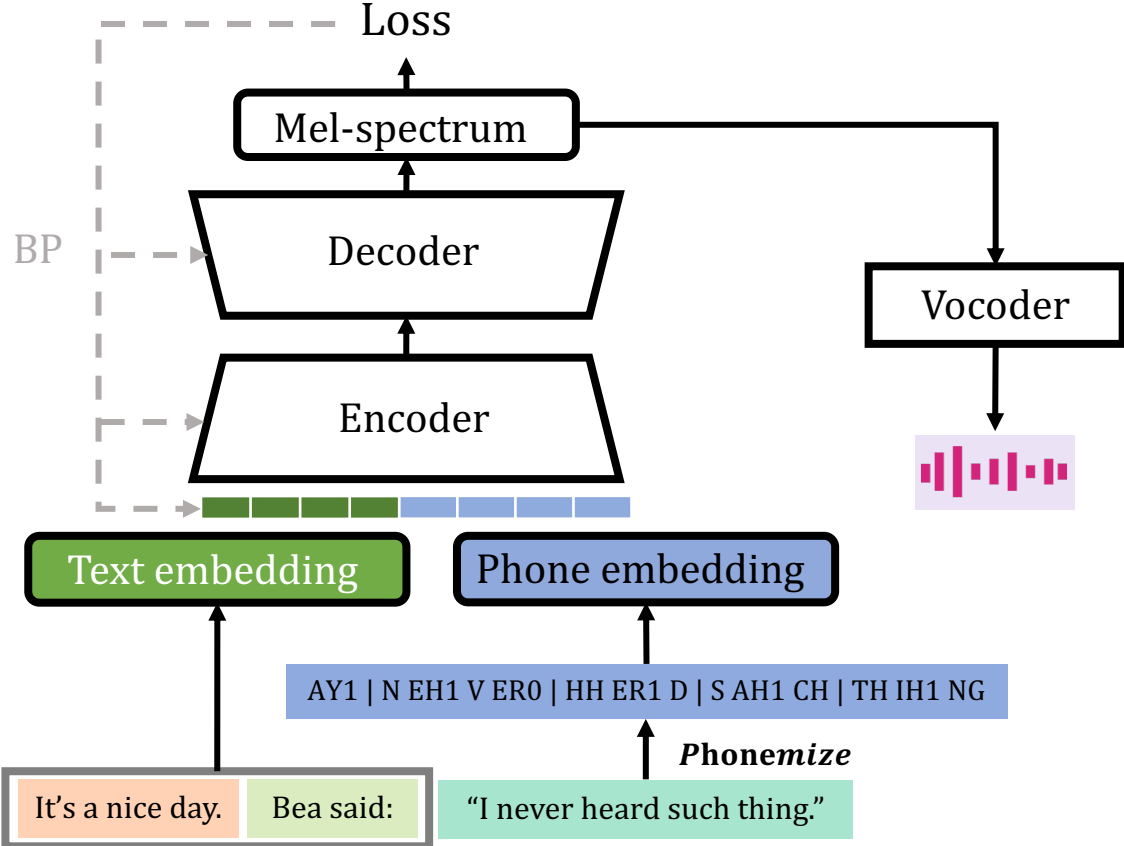 Loss
Mel-spectrum
BP
Decoder
Vocoder
Encoder
Text embedding
Phone embedding
AY1 | N EH1 V ER0 | HH ER1 D | S AH1 CH | TH IH1 NG
Phonemize
It's a nice day.
Bea said:
“I never heard such thing.”